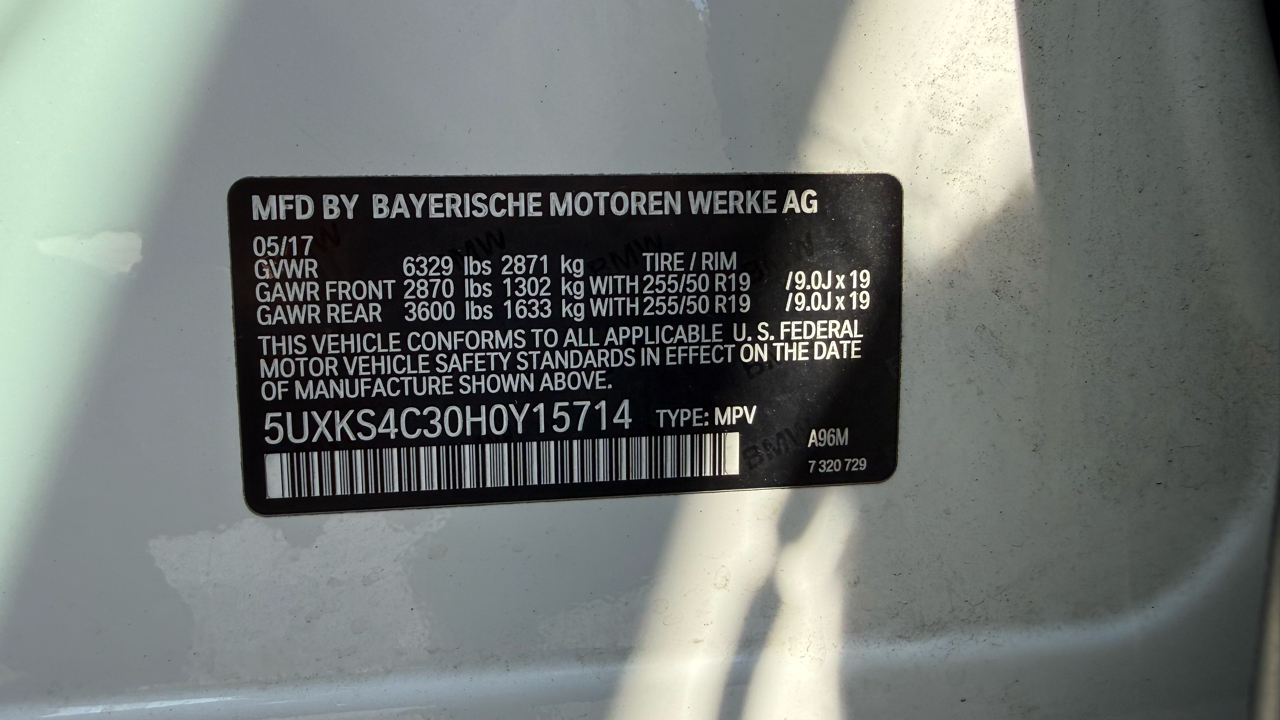 MFD BY BAYERISCHE MOTOREN WERKE AG
05/17
GVWR 6329 lbs 2871 kg TIRE / RIM
GAWR FRONT 2870 lbs 1302 kg WITH 255/50 R19 /9.0J x 19
GAWR REAR 3600 lbs 1633 kg WITH 255/50 R19 /9.0J x 19
THIS VEHICLE CONFORMS TO ALL APPLICABLE U. S. FEDERAL
MOTOR VEHICLE SAFETY STANDARDS IN EFFECT ON THE DATE
OF MANUFACTURE SHOWN ABOVE.
5UXKS4C30H0Y15714 TYPE: MPV
A96M
7 320 729